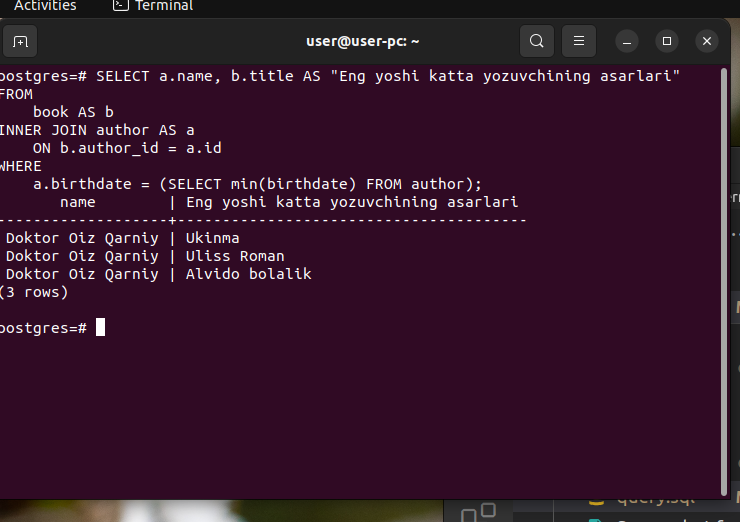 Activities Terminal
user@user-pc: ~
postgres=# SELECT a.name, b.title AS "Eng yoshi katta yozuvchining asarlari"
FROM
    book AS b
INNER JOIN author AS a
    ON b.author_id = a.id
WHERE
    a.birthdate = (SELECT min(birthdate) FROM author);
       name        | Eng yoshi katta yozuvchining asarlari
-------------------+---------------------------------------
 Doktor Oiz Qarniy | Ukinma
 Doktor Oiz Qarniy | Uliss Roman
 Doktor Oiz Qarniy | Alvido bolalik
(3 rows)
postgres=#
query.sql